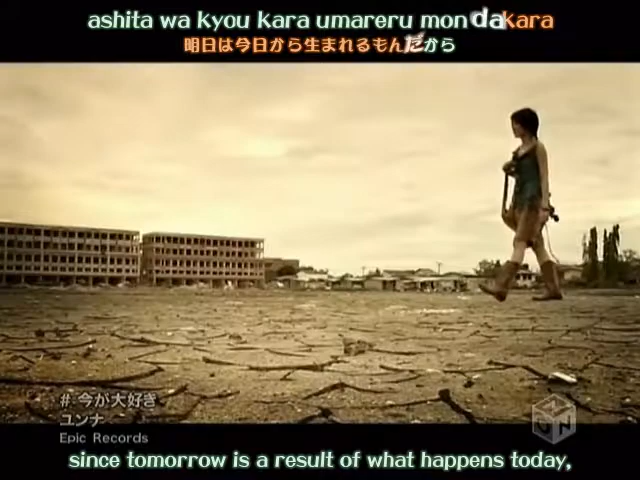 ashita wa kyou kara umareru mon da kara
明日は今日から生まれるもんだから
# 今が大好き
ユンナ
Epic Records
M ON
since tomorrow is a result of what happens today,